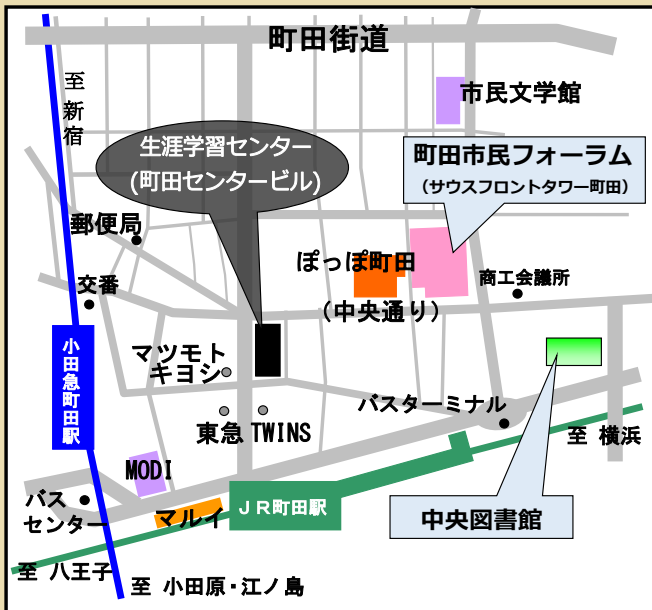 町田街道
至 新宿
市民文学館
生涯学習センター
(町田センタービル)
町田市民フォーラム
(サウスフロントタワー町田)
郵便局
ぽっぽ町田
商工会議所
交番
(中央通り)
小田急町田駅
マツモト
キヨシ
東急 TWINS
バスターミナル
至 横浜
MODI
バス
センター
マルイ
JR町田駅
中央図書館
至 八王子
至 小田原・江ノ島